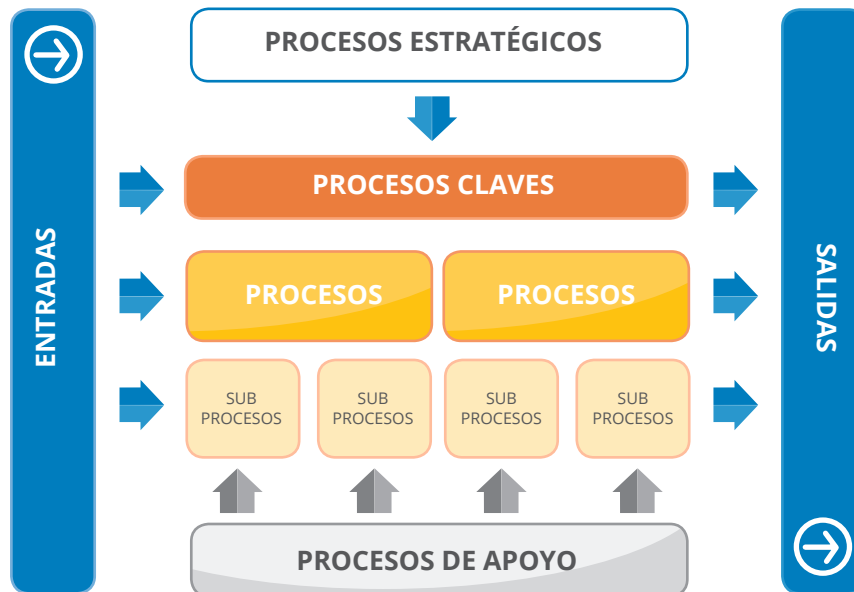 PROCESOS ESTRATÉGICOS
ENTRADAS
PROCESOS CLAVES
SALIDAS
PROCESOS
PROCESOS
SUB
PROCESOS
SUB
PROCESOS
SUB
PROCESOS
SUB
PROCESOS
PROCESOS DE APOYO